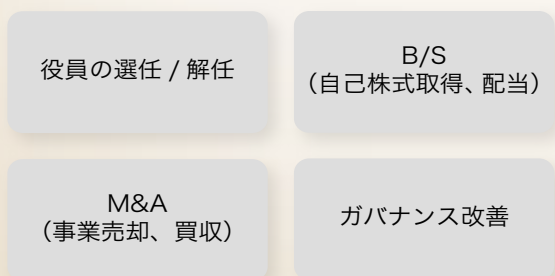 役員の選任 / 解任
B/S
（自己株式取得、配当）
M&A
（事業売却、買収）
ガバナンス改善